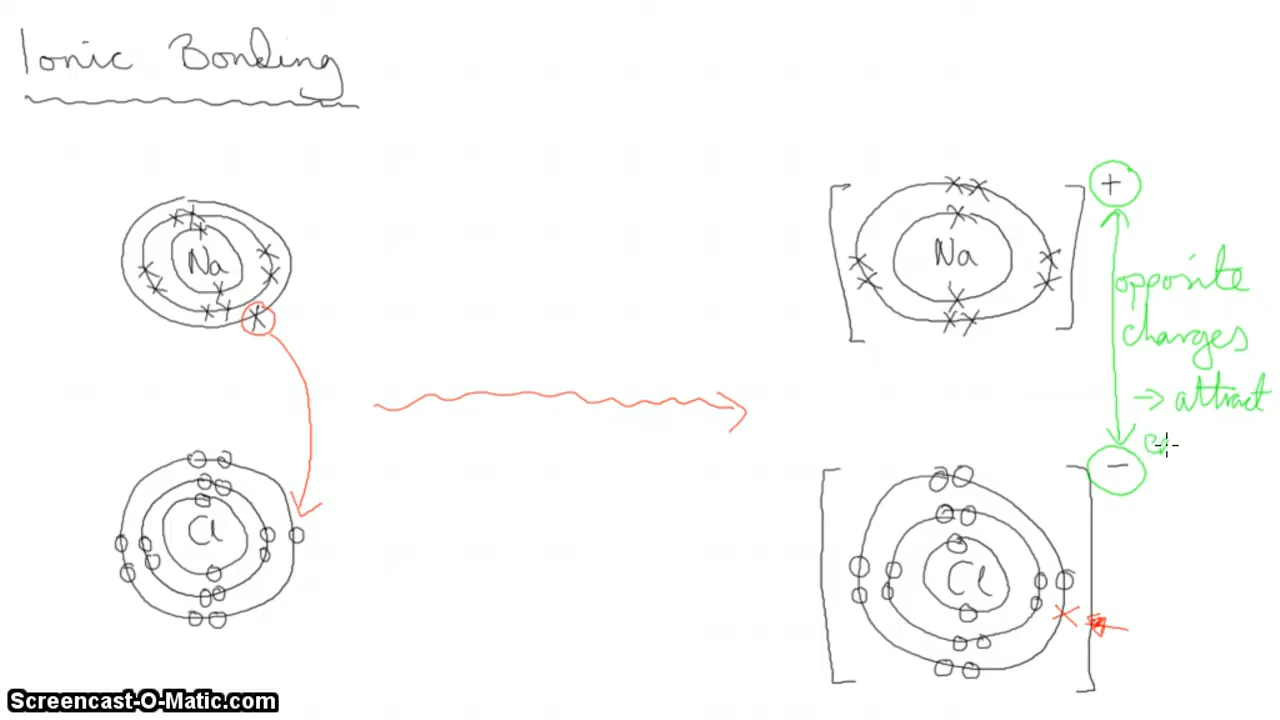 Ionic Bonding
Na
Na
+
opposite
charges
→ attract
−
Cl
Cl
Screencast-O-Matic.com